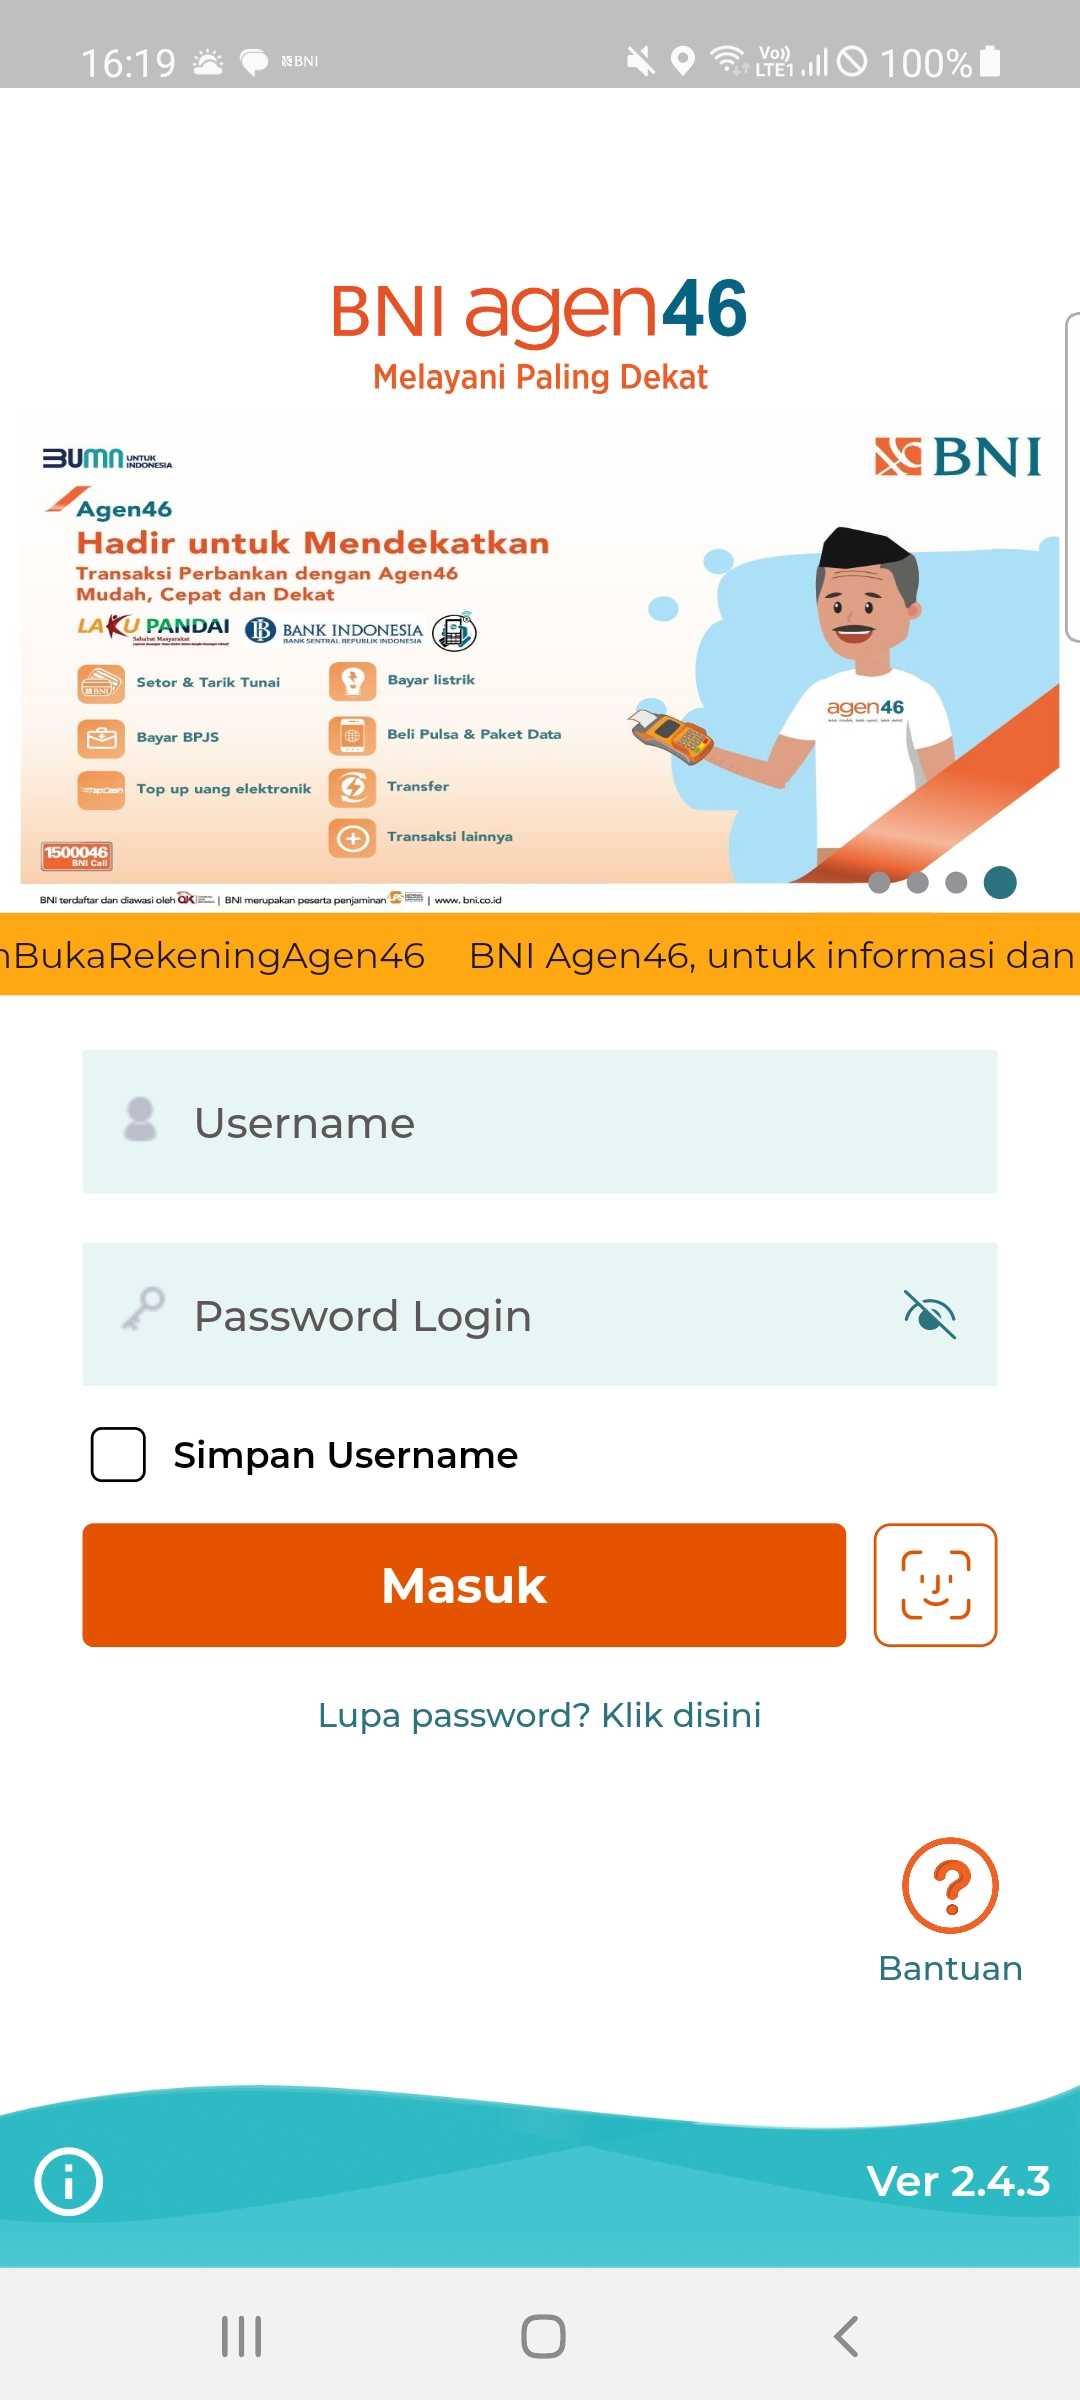 16:19 BNI Vo)) LTE1 100%
BNI agen46
Melayani Paling Dekat
BUMN UNTUK INDONESIA
BNI
Agen46
Hadir untuk Mendekatkan
Transaksi Perbankan dengan Agen46
Mudah, Cepat dan Dekat
LAKU PANDAI
Sahabat Masyarakat
BANK INDONESIA
BANK SENTRAL REPUBLIK INDONESIA
Setor & Tarik Tunai
Bayar listrik
Bayar BPJS
Beli Pulsa & Paket Data
Top up uang elektronik
Transfer
Transaksi lainnya
BNI
TapCash
agen46
1500046
BNI Call
BNI terdaftar dan diawasi oleh OJK | BNI merupakan peserta penjaminan LPS | www. bni.co.id
nBukaRekeningAgen46 BNI Agen46, untuk informasi dan
Username
Password Login
Simpan Username
Masuk
Lupa password? Klik disini
?
Bantuan
i
Ver 2.4.3